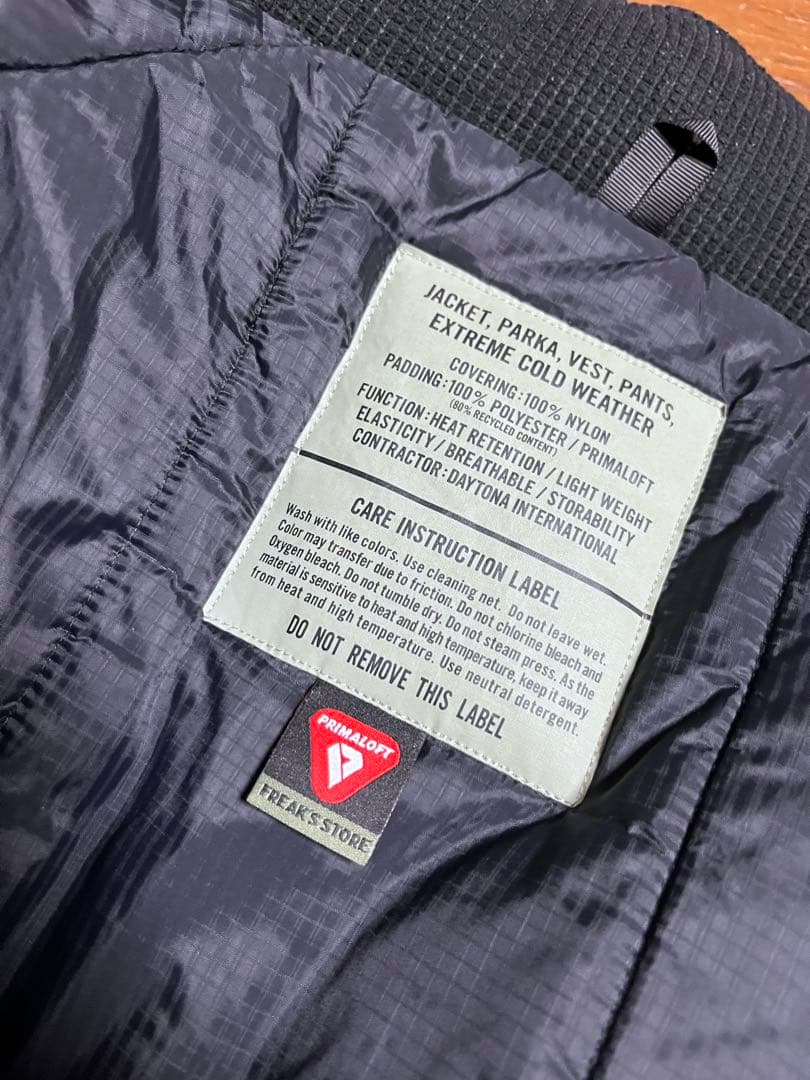 JACKET, PARKA, VEST, PANTS,
EXTREME COLD WEATHER
COVERING:100% NYLON
PADDING:100% POLYESTER / PRIMALOFT
(80% RECYCLED CONTENT)
FUNCTION:HEAT RETENTION / LIGHT WEIGHT
ELASTICITY / BREATHABLE / STORABILITY
CONTRACTOR:DAYTONA INTERNATIONAL
CARE INSTRUCTION LABEL
Wash with like colors. Use cleaning net. Do not leave wet.
Color may transfer due to friction. Do not chlorine bleach and
Oxygen bleach. Do not tumble dry. Do not steam press. As the
material is sensitive to heat and high temperature, keep it away
from heat and high temperature. Use neutral detergent.
DO NOT REMOVE THIS LABEL
PRIMALOFT
FREAK'S STORE